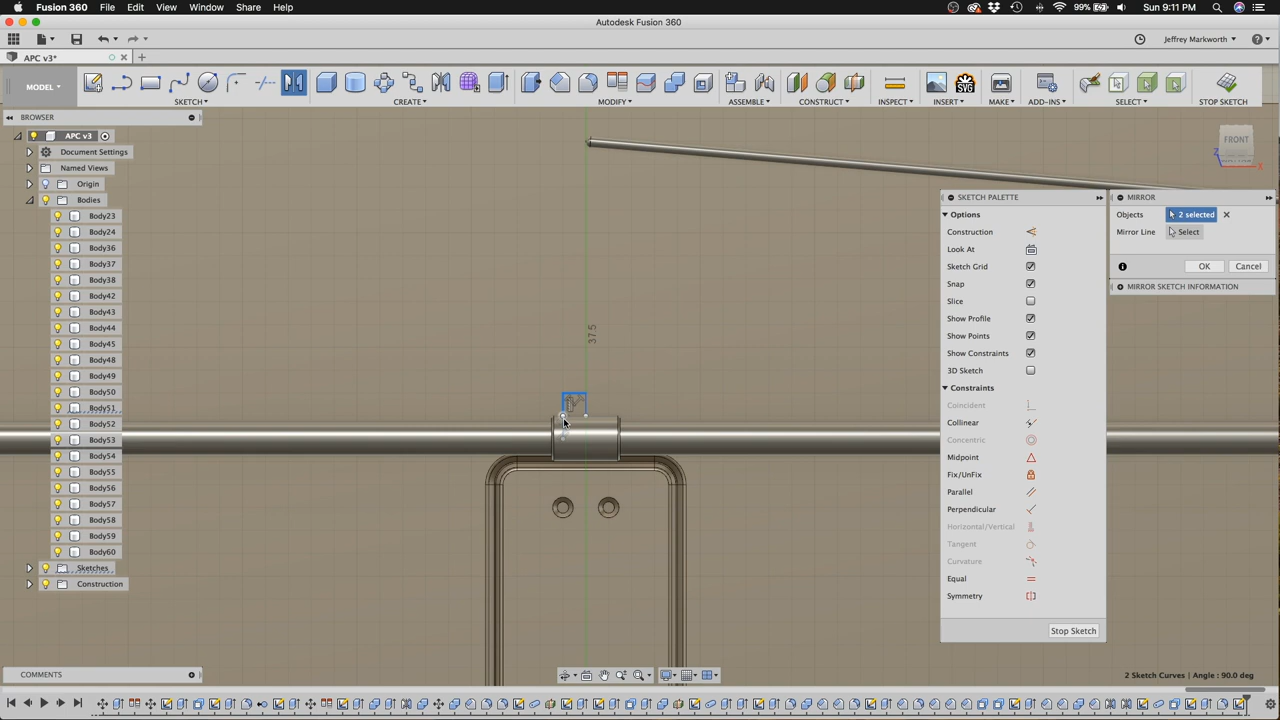 Fusion 360 File Edit View Window Share Help 99% Sun 9:11 PM
Autodesk Fusion 360
Jeffrey Markworth
APC v3*
MODEL
SKETCH CREATE MODIFY ASSEMBLE CONSTRUCT INSPECT INSERT MAKE ADD-INS SELECT STOP SKETCH
SVG
BROWSER
APC v3
Document Settings
Named Views
Origin
Bodies
Body23
Body24
Body36
Body37
Body38
Body42
Body43
Body44
Body45
Body48
Body49
Body50
Body51
Body52
Body53
Body54
Body55
Body56
Body57
Body58
Body59
Body60
Sketches
Construction
COMMENTS
37.5
FRONT
Z
X
SKETCH PALETTE
Options
Construction
Look At
Sketch Grid
Snap
Slice
Show Profile
Show Points
Show Constraints
3D Sketch
Constraints
Coincident
Collinear
Concentric
Midpoint
Fix/UnFix
Parallel
Perpendicular
Horizontal/Vertical
Tangent
Curvature
Equal
Symmetry
Stop Sketch
MIRROR
Objects 2 selected
Mirror Line Select
OK Cancel
MIRROR SKETCH INFORMATION
2 Sketch Curves | Angle : 90.0 deg